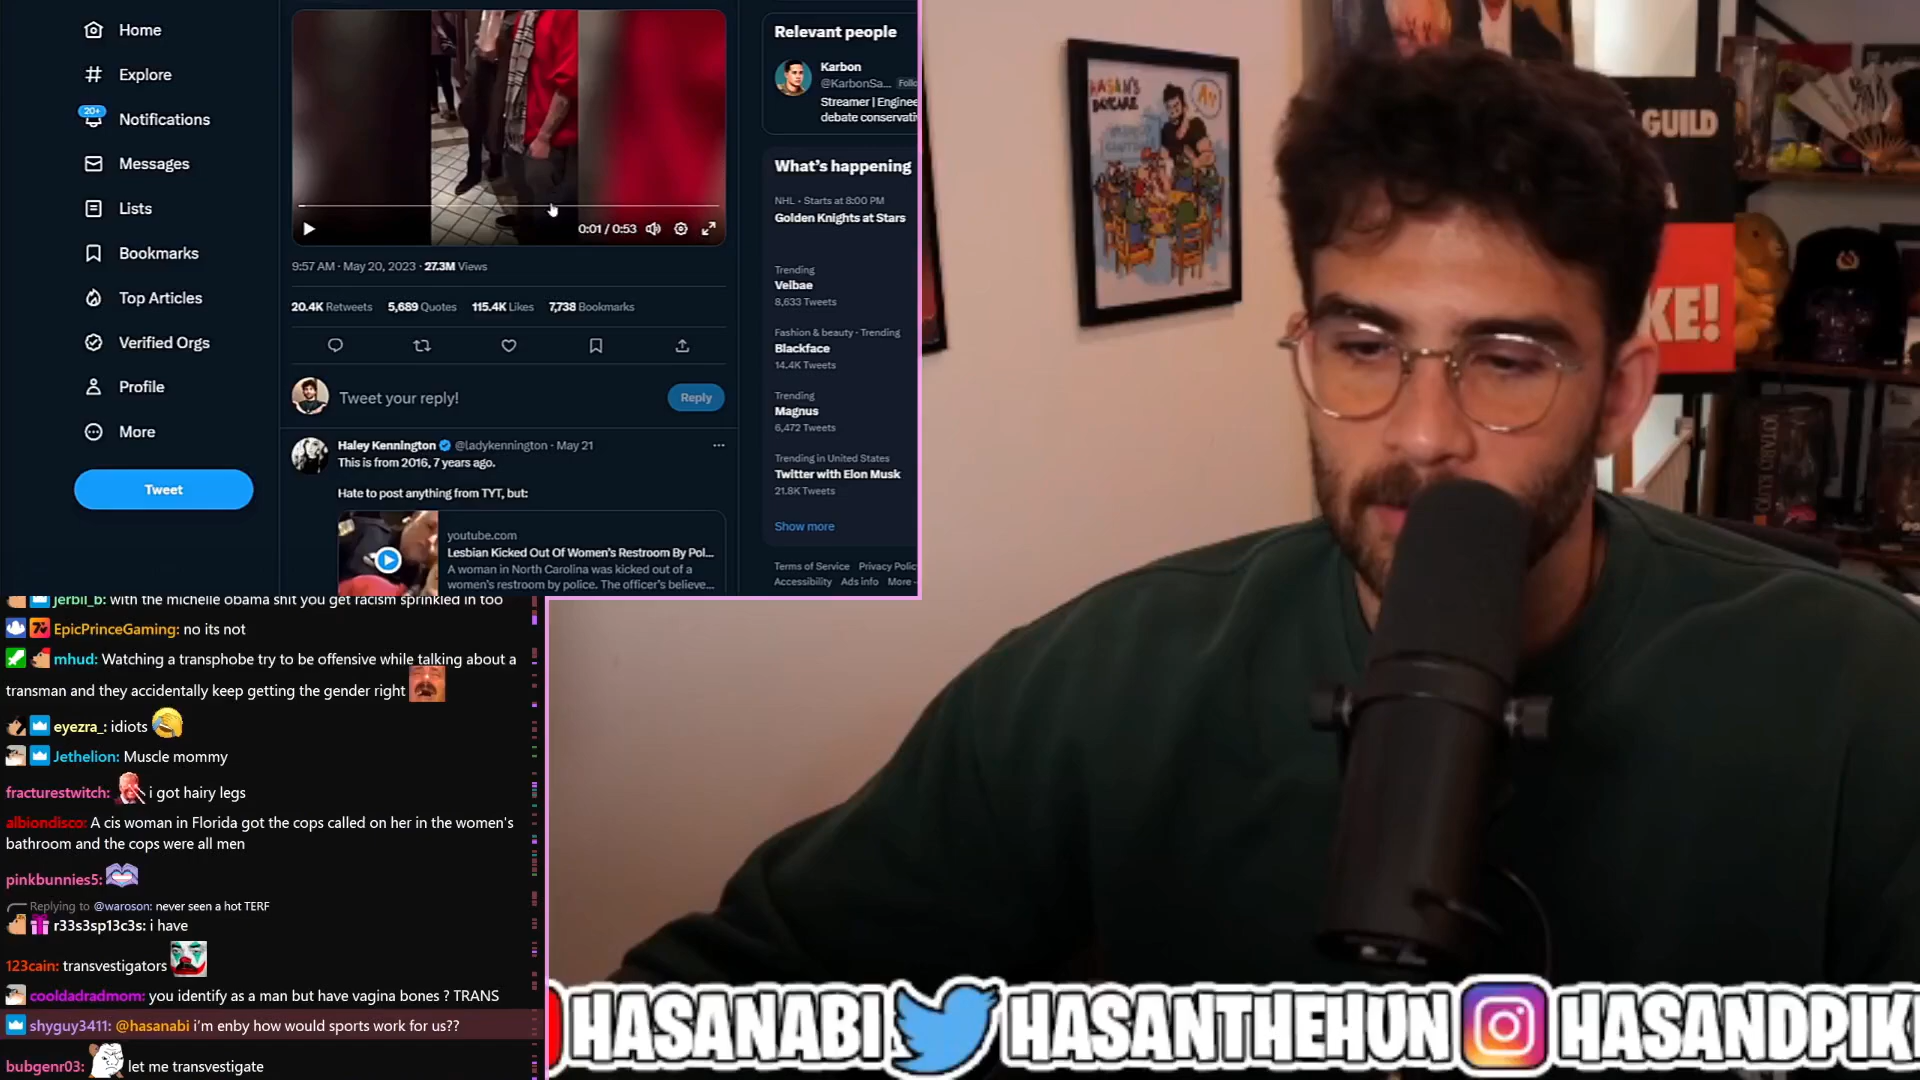 Home
Explore
20+
Notifications
Messages
Lists
Bookmarks
Top Articles
Verified Orgs
Profile
More
Tweet
0:01 / 0:53
9:57 AM · May 20, 2023 · 27.3M Views
20.4K Retweets 5,689 Quotes 115.4K Likes 7,738 Bookmarks
Tweet your reply!
Reply
Haley Kennington @ladykennington · May 21
This is from 2016, 7 years ago.
Hate to post anything from TYT, but:
youtube.com
Lesbian Kicked Out Of Women's Restroom By Pol...
A woman in North Carolina was kicked out of a
women's restroom by police. The officer's believe...
Relevant people
Karbon
@KarbonSa... Follo
Streamer | Enginee
debate conservativ
What's happening
NHL · Starts at 8:00 PM
Golden Knights at Stars
Trending
Veibae
8,633 Tweets
Fashion & beauty · Trending
Blackface
14.4K Tweets
Trending
Magnus
6,472 Tweets
Trending in United States
Twitter with Elon Musk
21.8K Tweets
Show more
Terms of Service Privacy Polic
Accessibility Ads info More
jerbil_b: with the michelle obama shit you get racism sprinkled in too
EpicPrinceGaming: no its not
mhud: Watching a transphobe try to be offensive while talking about a
transman and they accidentally keep getting the gender right
eyezra_: idiots
Jethelion: Muscle mommy
fracturestwitch: i got hairy legs
albiondisco: A cis woman in Florida got the cops called on her in the women's
bathroom and the cops were all men
pinkbunnies5:
Replying to @waroson: never seen a hot TERF
r33s3sp13c3s: i have
123cain: transvestigators
cooldadradmom: you identify as a man but have vagina bones ? TRANS
shyguy3411: @hasanabi i'm enby how would sports work for us??
bubgenr03: let me transvestigate
HASAN'S
DAYCARE
GUILD
A
KE!
HASANABI HASANTHEHUN HASANDPIK